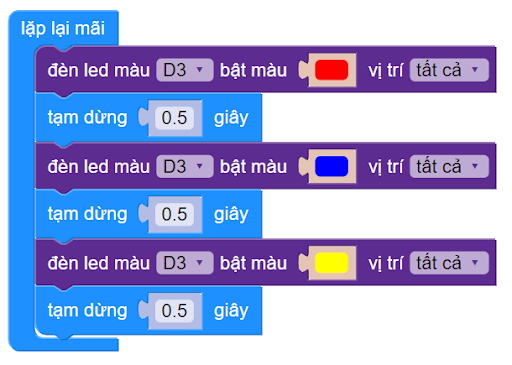 lặp lại mãi
đèn led màu D3 bật màu vị trí tất cả
tạm dừng 0.5 giây
đèn led màu D3 bật màu vị trí tất cả
tạm dừng 0.5 giây
đèn led màu D3 bật màu vị trí tất cả
tạm dừng 0.5 giây